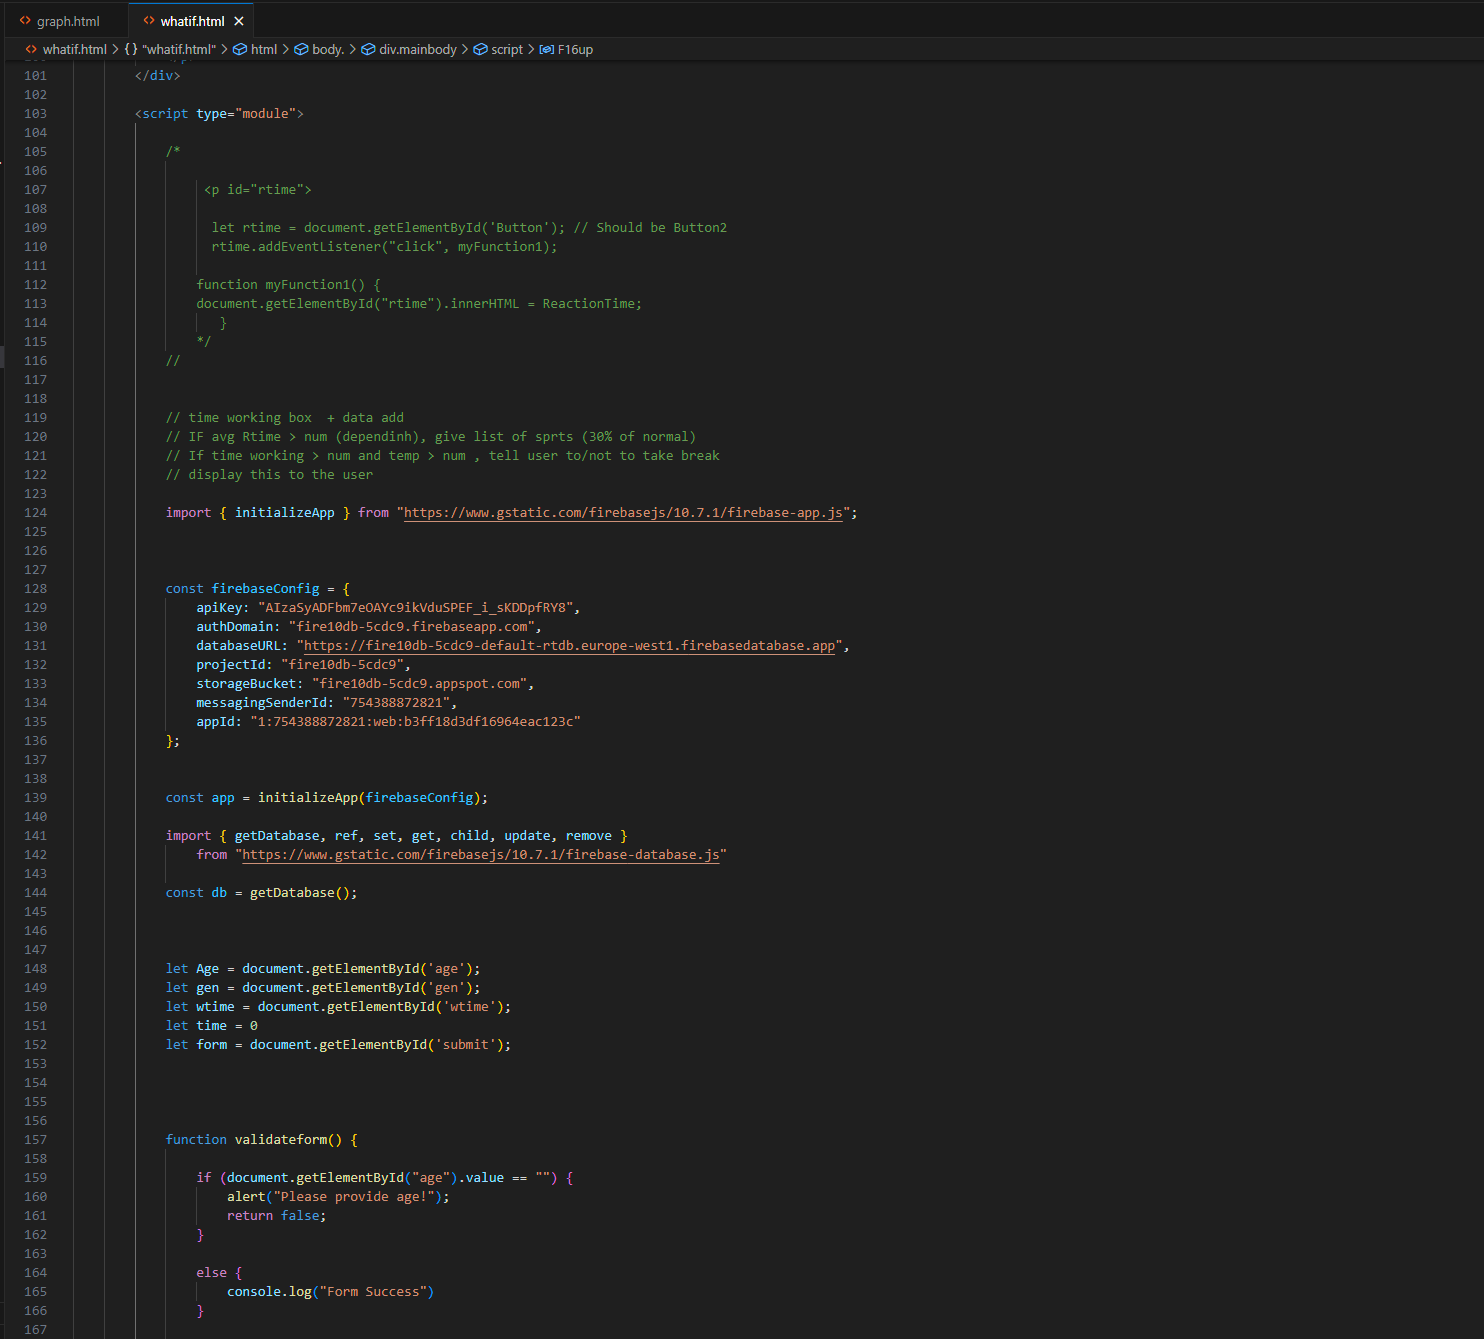 graph.html
whatif.html
whatif.html > {} "whatif.html" > html > body. > div.mainbody > script > F16up
101 </div>
102
103 <script type="module">
104
105 /*
106
107 <p id="rtime">
108
109 let rtime = document.getElementById('Button'); // Should be Button2
110 rtime.addEventListener("click", myFunction1);
111
112 function myFunction1() {
113 document.getElementById("rtime").innerHTML = ReactionTime;
114 }
115 */
116 //
117
118
119 // time working box  + data add
120 // IF avg Rtime > num (dependinh), give list of sprts (30% of normal)
121 // If time working > num and temp > num , tell user to/not to take break
122 // display this to the user
123
124 import { initializeApp } from "https://www.gstatic.com/firebasejs/10.7.1/firebase-app.js";
125
126
127
128 const firebaseConfig = {
129 apiKey: "AIzaSyADFbm7eOAYc9ikVduSPEF_i_sKDDpfRY8",
130 authDomain: "fire10db-5cdc9.firebaseapp.com",
131 databaseURL: "https://fire10db-5cdc9-default-rtdb.europe-west1.firebasedatabase.app",
132 projectId: "fire10db-5cdc9",
133 storageBucket: "fire10db-5cdc9.appspot.com",
134 messagingSenderId: "754388872821",
135 appId: "1:754388872821:web:b3ff18d3df16964eac123c"
136 };
137
138
139 const app = initializeApp(firebaseConfig);
140
141 import { getDatabase, ref, set, get, child, update, remove }
142 from "https://www.gstatic.com/firebasejs/10.7.1/firebase-database.js"
143
144 const db = getDatabase();
145
146
147
148 let Age = document.getElementById('age');
149 let gen = document.getElementById('gen');
150 let wtime = document.getElementById('wtime');
151 let time = 0
152 let form = document.getElementById('submit');
153
154
155
156
157 function validateform() {
158
159 if (document.getElementById("age").value == "") {
160 alert("Please provide age!");
161 return false;
162 }
163
164 else {
165 console.log("Form Success")
166 }
167